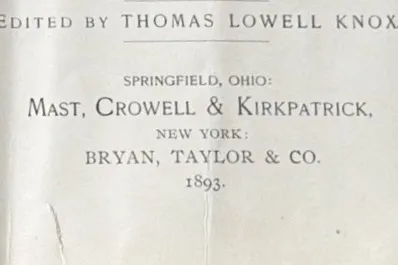 EDITED BY THOMAS LOWELL KNOX
SPRINGFIELD, OHIO:
MAST, CROWELL & KIRKPATRICK,
NEW YORK:
BRYAN, TAYLOR & CO.
1893.